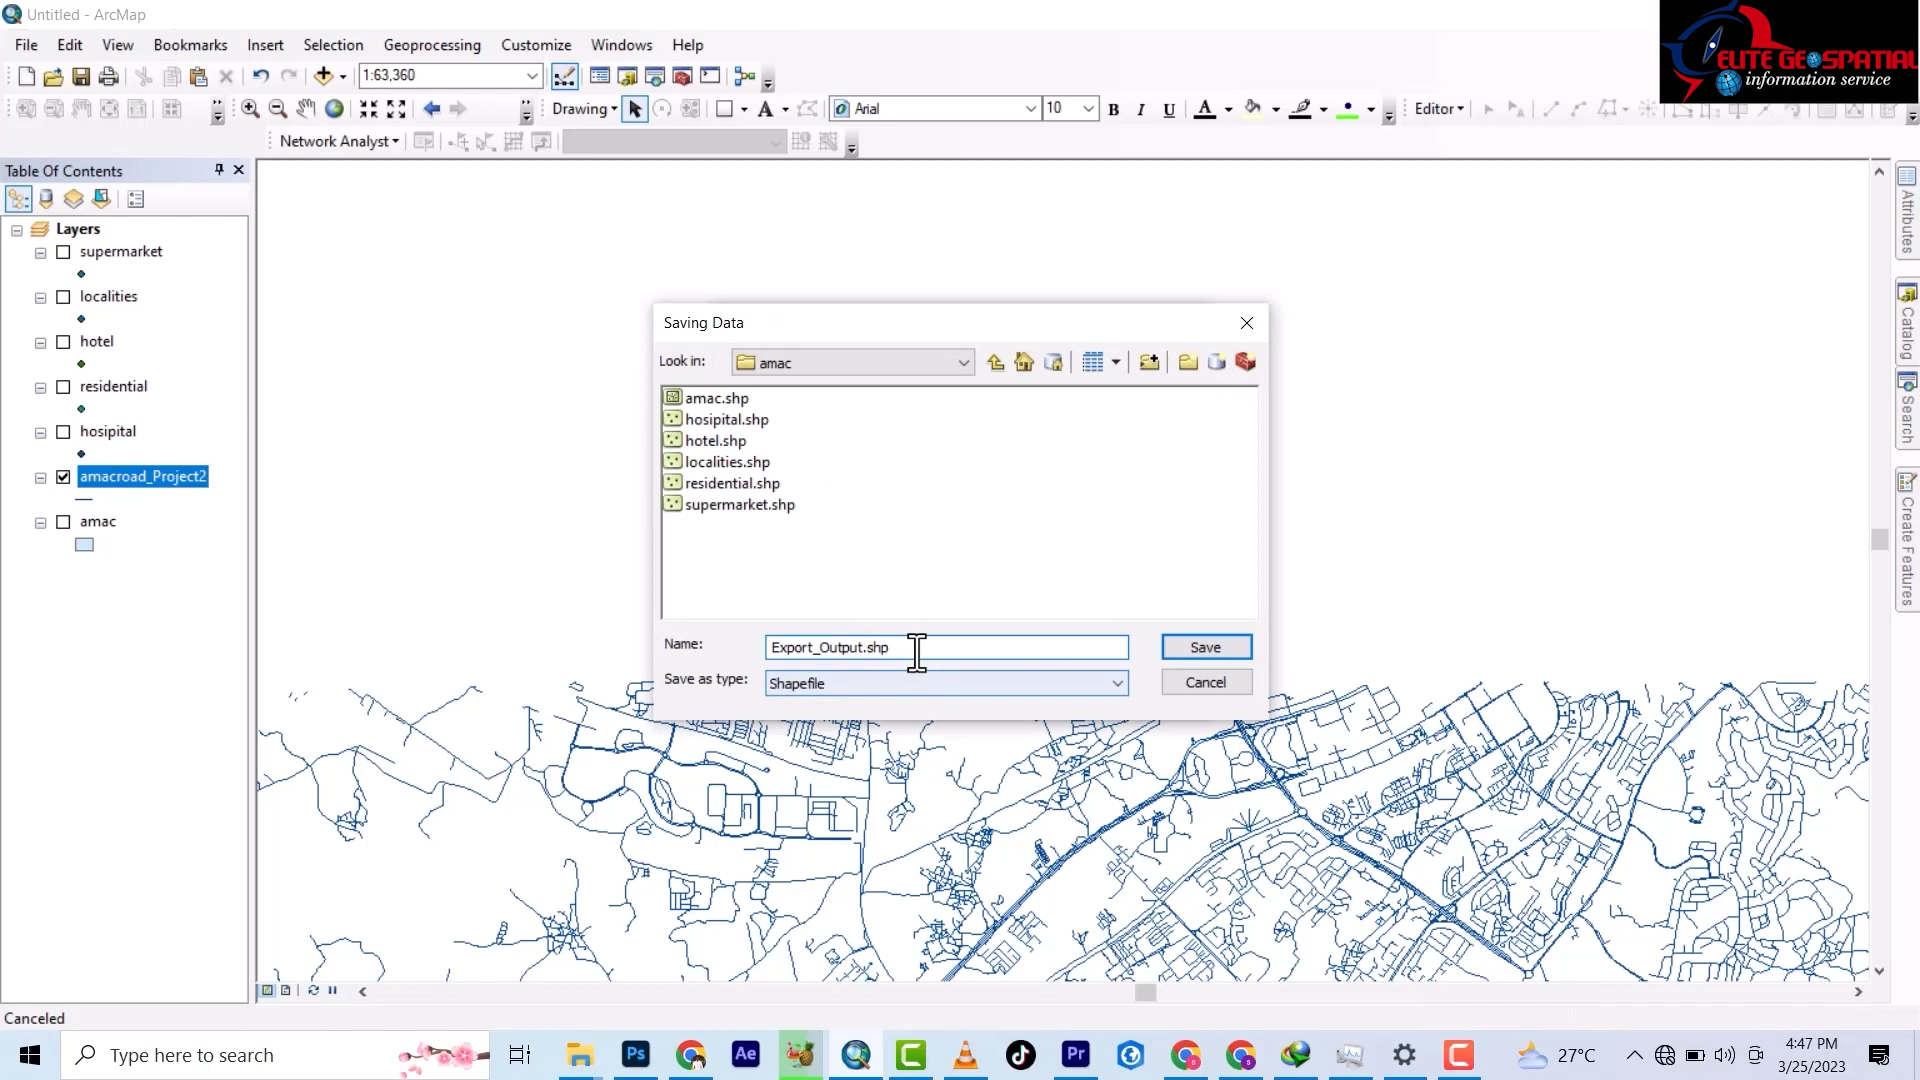 Untitled - ArcMap
ELITE GEOSPATIAL
information service
File Edit View Bookmarks Insert Selection Geoprocessing Customize Windows Help
1:63,360
Drawing Arial 10 B I U A Editor
Network Analyst
Table Of Contents
Layers
supermarket
localities
hotel
residential
hosipital
amacroad_Project2
amac
Saving Data
Look in: amac
amac.shp
hosipital.shp
hotel.shp
localities.shp
residential.shp
supermarket.shp
Name: Export_Output.shp Save
Save as type: Shapefile Cancel
Attributes
Catalog
Search
Create Features
Canceled
Type here to search
Ps
Ae
Pr
27°C
4:47 PM
3/25/2023